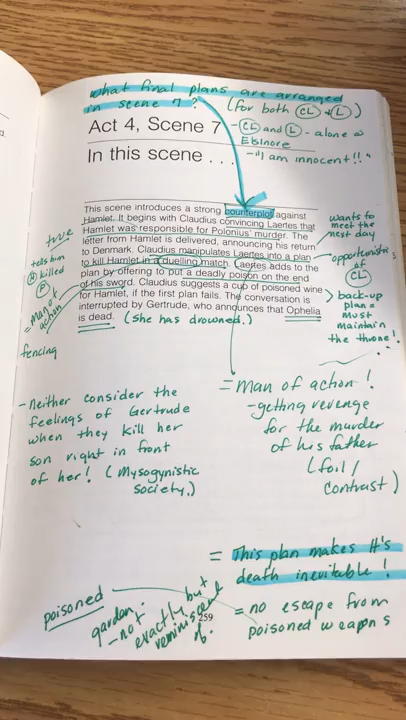 what final plans are arranged
in scene 7?
(for both CL + L)
Act 4, Scene 7
- CL and L - alone @
Elsinore
In this scene . . .
- "I am innocent!!"
This scene introduces a strong counterplot against
Hamlet. It begins with Claudius convincing Laertes that
Hamlet was responsible for Polonius' murder. The
letter from Hamlet is delivered, announcing his return
to Denmark. Claudius manipulates Laertes into a plan
to kill Hamlet in a duelling match. Laertes adds to the
plan by offering to put a deadly poison on the end
of his sword. Claudius suggests a cup of poisoned wine
for Hamlet, if the first plan fails. The conversation is
interrupted by Gertrude, who announces that Ophelia
is dead.
(She has drowned.)
true
tells him
H killed
P
= Man of
action
fencing
wants to
meet the
next day
opportunistic
of
CL
back-up
plan =
must
maintain
the throne!
- Neither consider the
feelings of Gertrude
when they kill her
son right in front
of her! (Mysogynistic
society.)
= man of action!
- getting revenge
for the murder
of his father
(foil /
contrast)
= This plan makes H's
death inevitable!
= no escape from
poisoned weapons
poisoned
garden.
- not
exactly but
reminiscent
of.
259